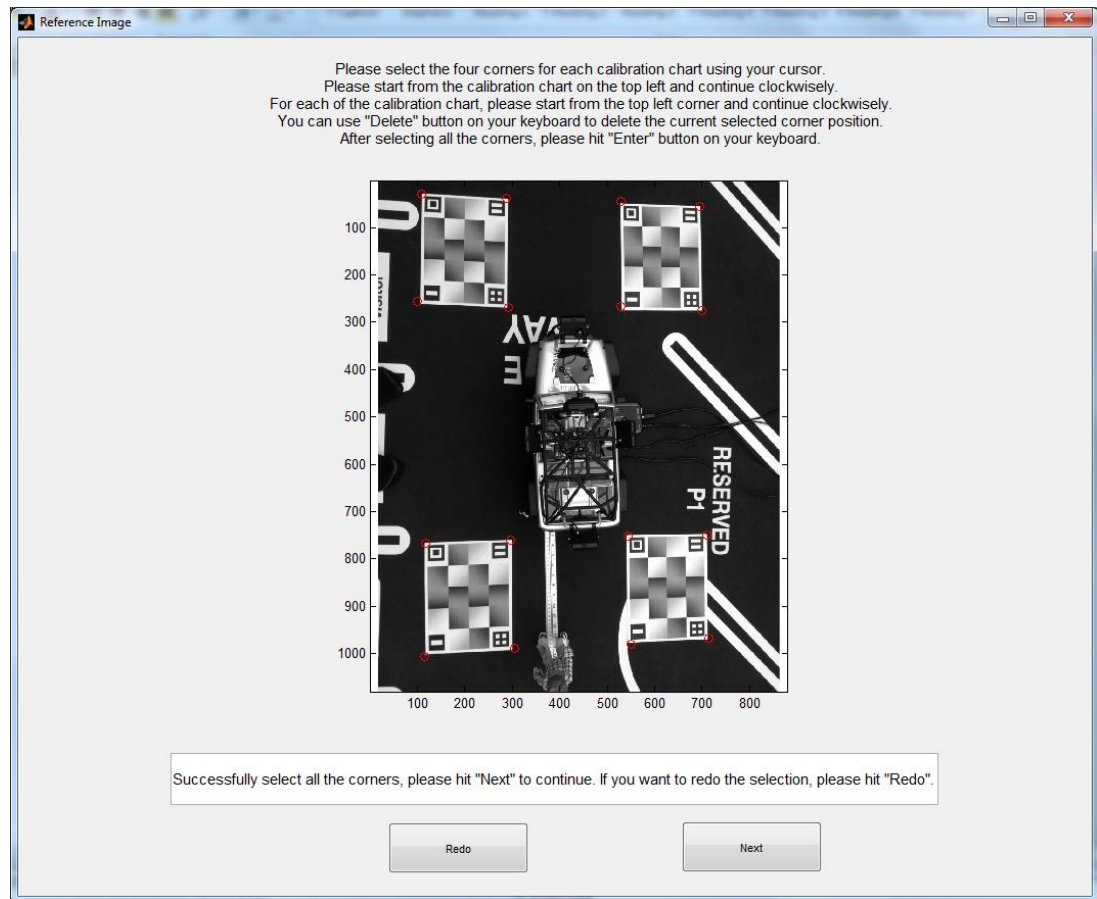 Reference Image
Please select the four corners for each calibration chart using your cursor.
Please start from the calibration chart on the top left and continue clockwisely.
For each of the calibration chart, please start from the top left corner and continue clockwisely.
You can use "Delete" button on your keyboard to delete the current selected corner position.
After selecting all the corners, please hit "Enter" button on your keyboard.
100
200
300
400
500
600
700
800
900
1000
visitor
WAY
E
RESERVED
P1
100 200 300 400 500 600 700 800
Successfully select all the corners, please hit "Next" to continue. If you want to redo the selection, please hit "Redo".
Redo
Next